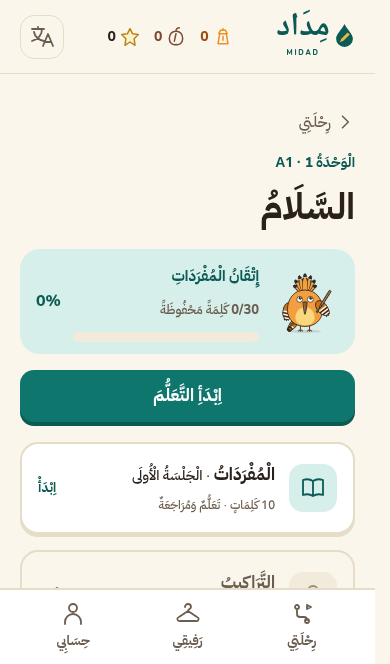 مِدَاد
MIDAD
0
0
0
رِحْلَتِي
الْوَحْدَةُ 1 · A1
السَّلَامُ
إِتْقَانُ الْمُفْرَدَاتِ
0/30 كَلِمَةً مَحْفُوظَةً
0%
اِبْدَأِ التَّعَلُّمَ
الْمُفْرَدَاتُ · الْجَلْسَةُ الْأُولَى
10 كَلِمَاتٍ · تَعَلُّمٌ وَمُرَاجَعَةٌ
اِبْدَأْ
التَّرَاكِيبُ
رِحْلَتِي
رَفِيقِي
حِسَابِي